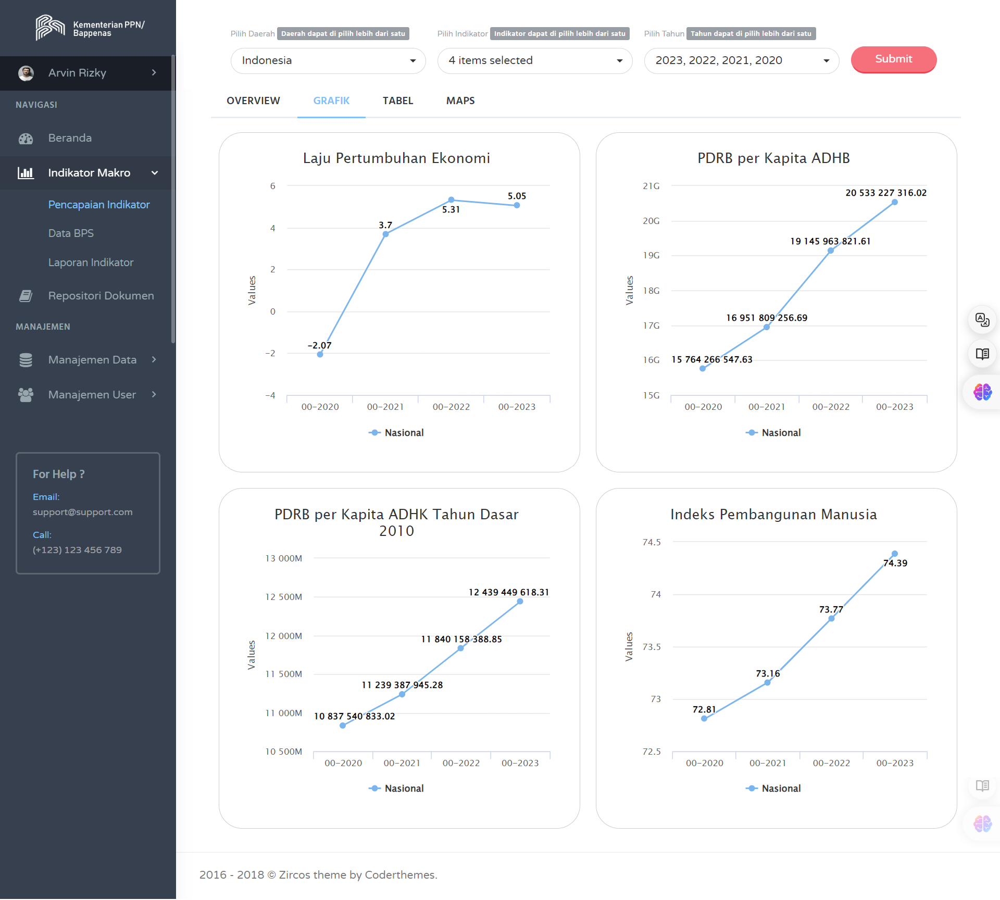 Kementerian PPN/
Bappenas
Arvin Rizky
NAVIGASI
Beranda
Indikator Makro
Pencapaian Indikator
Data BPS
Laporan Indikator
Repositori Dokumen
MANAJEMEN
Manajemen Data
Manajemen User
For Help ?
Email:
support@support.com
Call:
(+123) 123 456 789
Pilih Daerah Daerah dapat di pilih lebih dari satu
Indonesia
Pilih Indikator Indikator dapat di pilih lebih dari satu
4 items selected
Pilih Tahun Tahun dapat di pilih lebih dari satu
2023, 2022, 2021, 2020
Submit
OVERVIEW GRAFIK TABEL MAPS
Laju Pertumbuhan Ekonomi
Values
6
4
2
0
−2
−4
−2.07
3.7
5.31
5.05
00−2020 00−2021 00−2022 00−2023
Nasional
PDRB per Kapita ADHB
Values
21G
20G
19G
18G
17G
16G
15G
15 764 266 547.63
16 951 809 256.69
19 145 963 821.61
20 533 227 316.02
00−2020 00−2021 00−2022 00−2023
Nasional
PDRB per Kapita ADHK Tahun Dasar
2010
Values
13 000M
12 500M
12 000M
11 500M
11 000M
10 500M
10 837 540 833.02
11 239 387 945.28
11 840 158 388.85
12 439 449 618.31
00−2020 00−2021 00−2022 00−2023
Nasional
Indeks Pembangunan Manusia
Values
74.5
74
73.5
73
72.5
72.81
73.16
73.77
74.39
00−2020 00−2021 00−2022 00−2023
Nasional
2016 - 2018 © Zircos theme by Coderthemes.